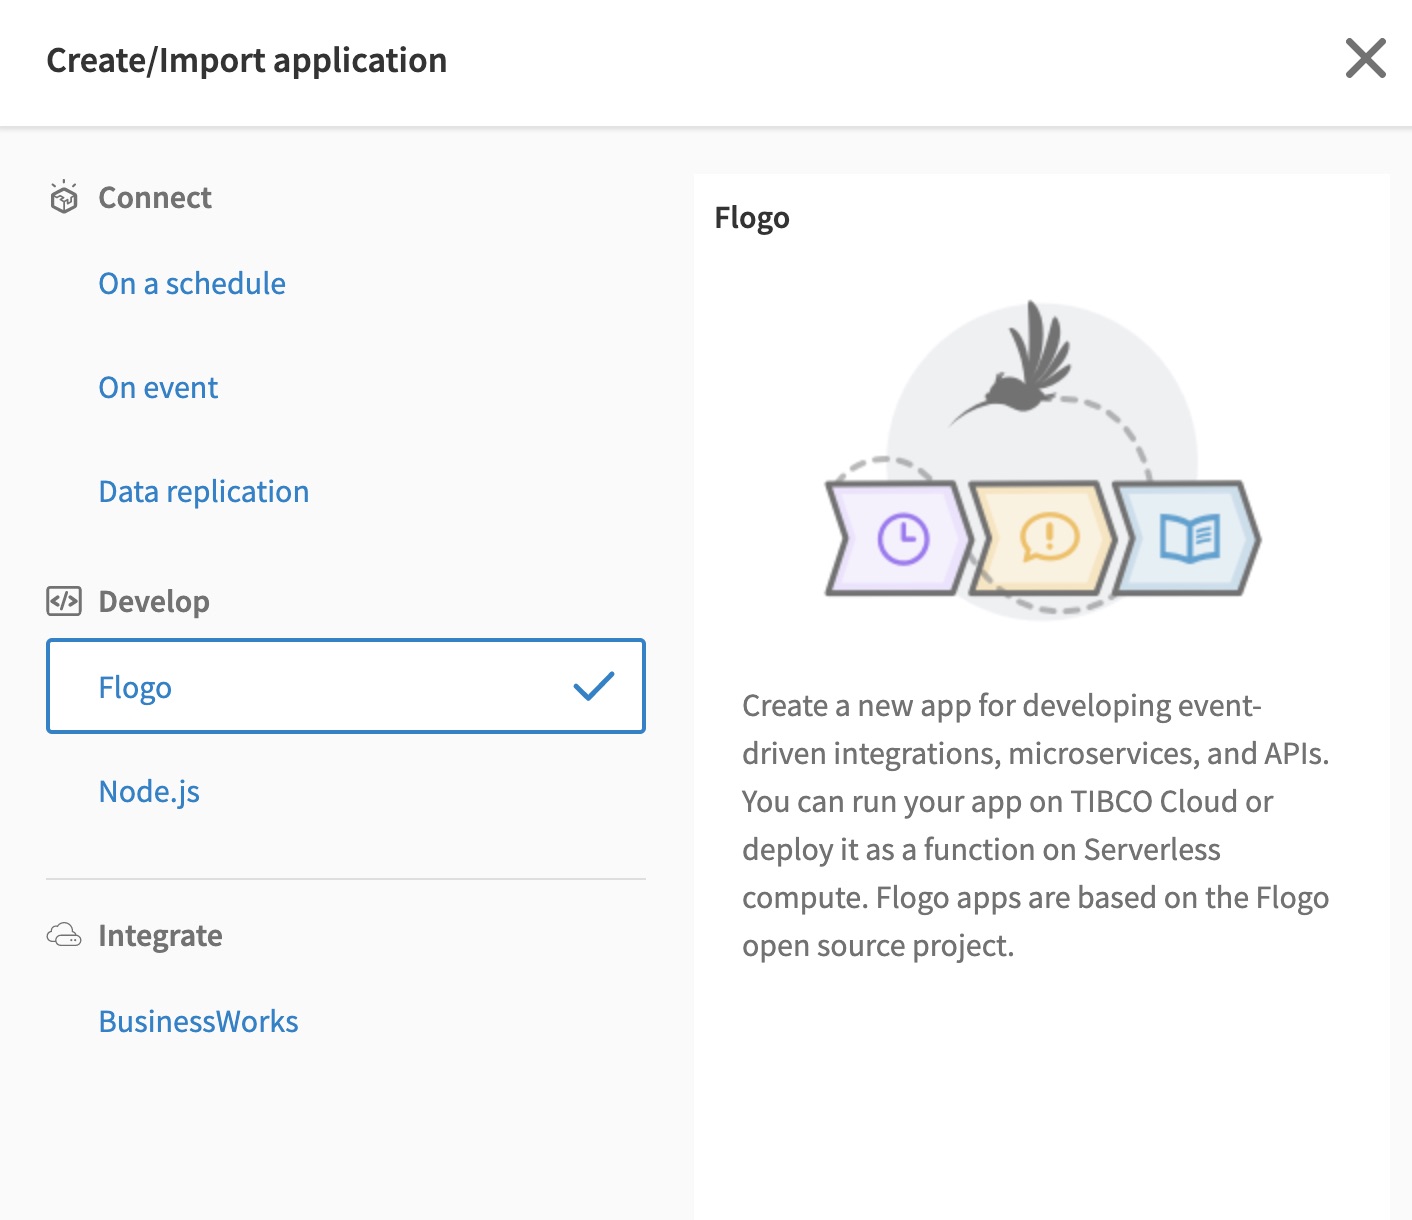 Create/Import application
Connect
On a schedule
On event
Data replication
Develop
Flogo
Node.js
Integrate
BusinessWorks
Flogo
Create a new app for developing event-
driven integrations, microservices, and APIs.
You can run your app on TIBCO Cloud or
deploy it as a function on Serverless
compute. Flogo apps are based on the Flogo
open source project.